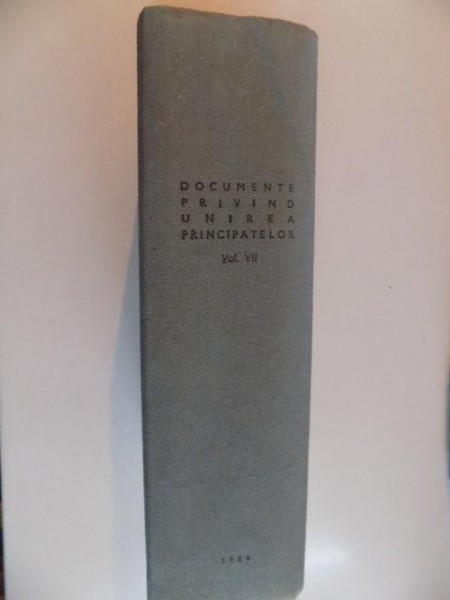 DOCUMENTE
PRIVIND
UNIREA
PRINCIPATELOR
Vol. VII